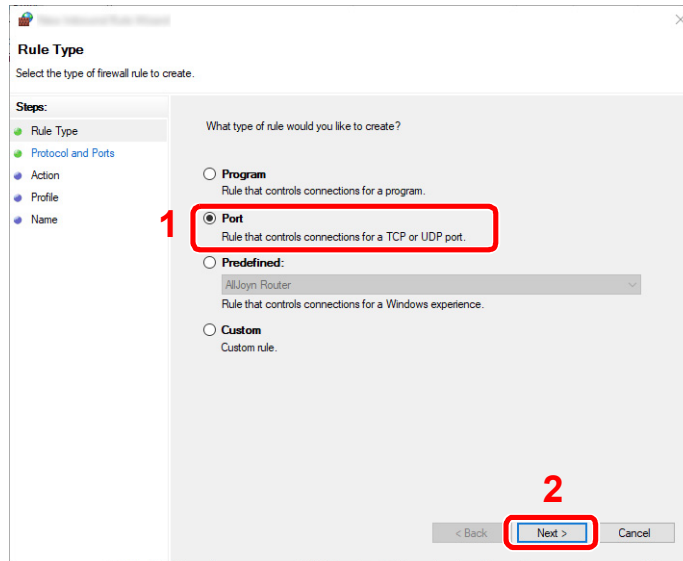 Rule Type
Select the type of firewall rule to create.
Steps:
Rule Type
Protocol and Ports
Action
Profile
Name
What type of rule would you like to create?
Program
Rule that controls connections for a program.
1
Port
Rule that controls connections for a TCP or UDP port.
Predefined:
AllJoyn Router
Rule that controls connections for a Windows experience.
Custom
Custom rule.
2
< Back
Next >
Cancel